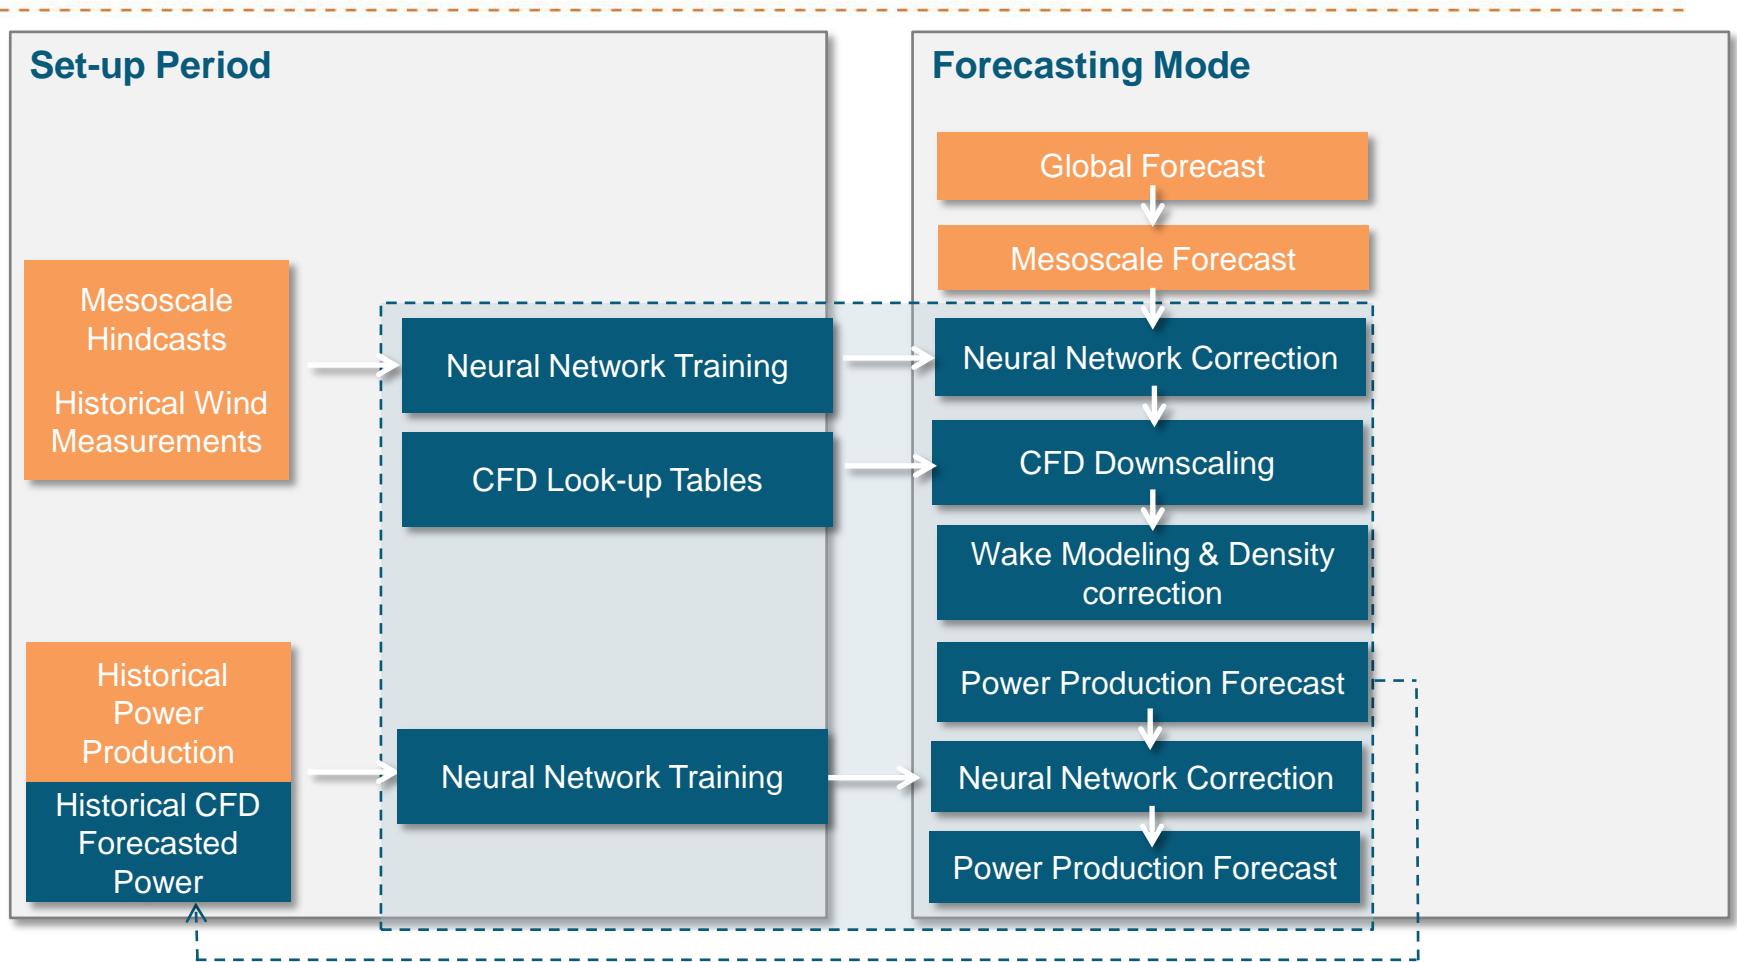 Set-up Period
Mesoscale
Hindcasts
Historical Wind
Measurements
Neural Network Training
CFD Look-up Tables
Historical
Power
Production
Historical CFD
Forecasted
Power
Neural Network Training
Forecasting Mode
Global Forecast
Mesoscale Forecast
Neural Network Correction
CFD Downscaling
Wake Modeling & Density
correction
Power Production Forecast
Neural Network Correction
Power Production Forecast